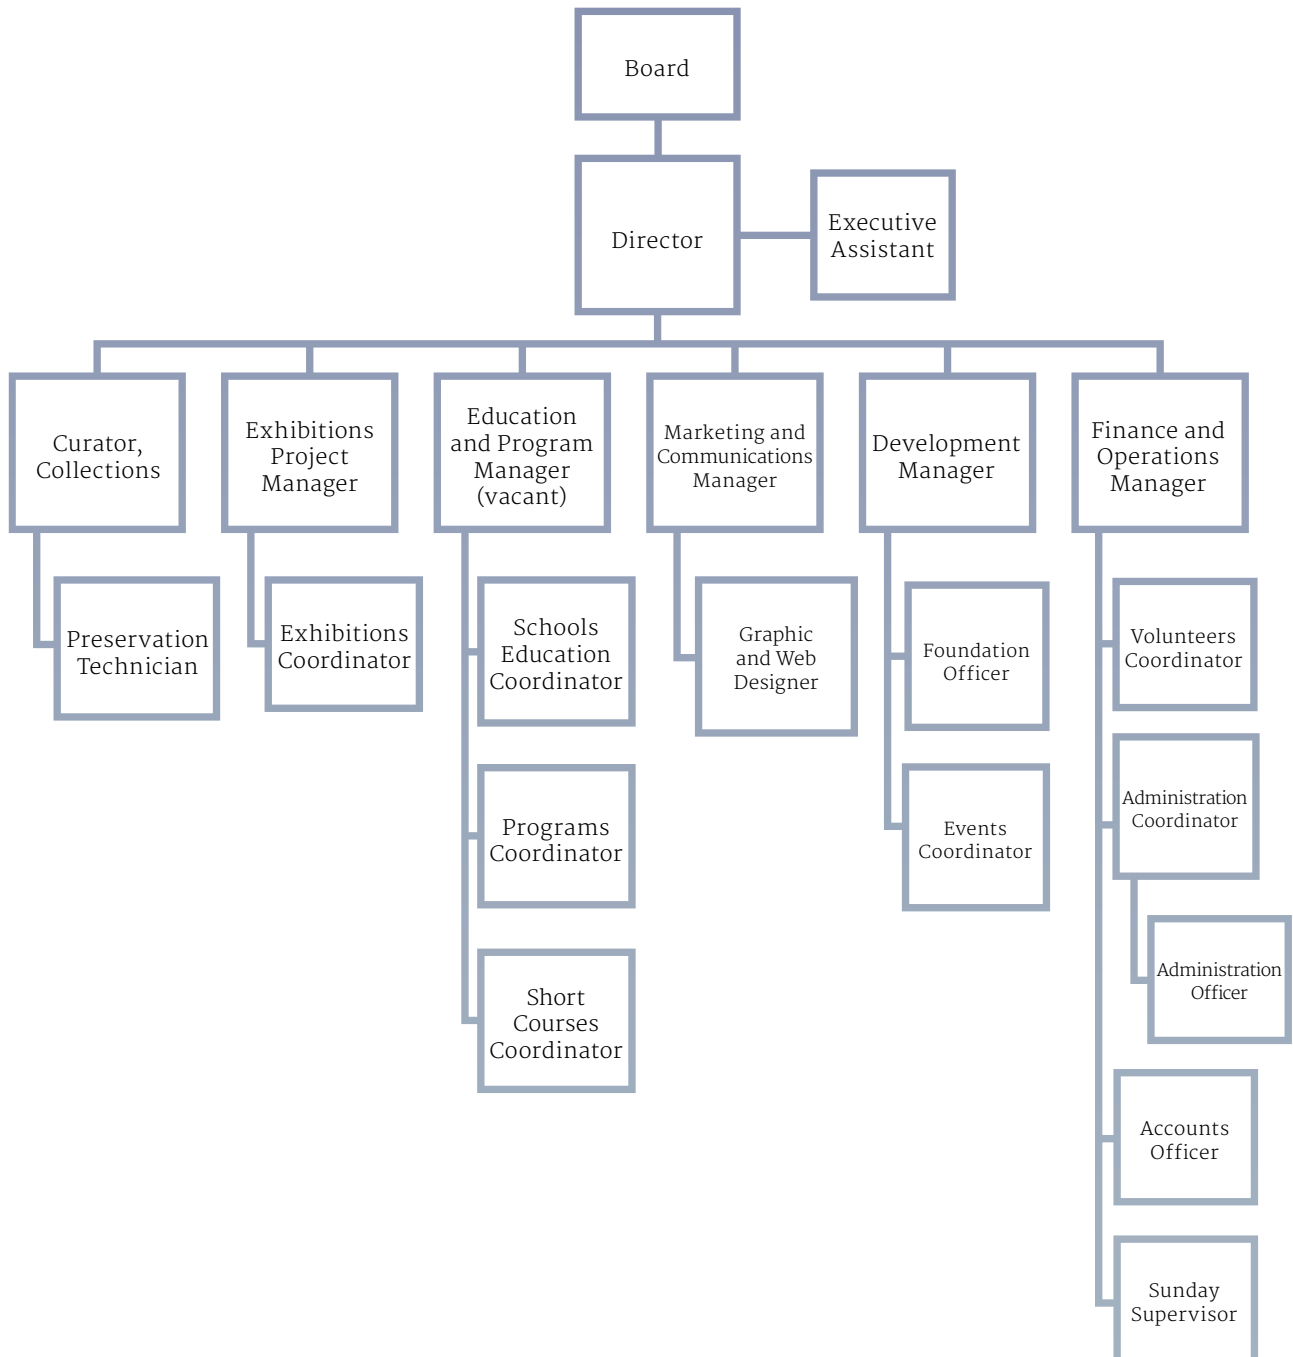 Board
Director
Executive
Assistant
Curator,
Collections
Exhibitions
Project
Manager
Education
and Program
Manager
(vacant)
Marketing and
Communications
Manager
Development
Manager
Finance and
Operations
Manager
Preservation
Technician
Exhibitions
Coordinator
Schools
Education
Coordinator
Programs
Coordinator
Short
Courses
Coordinator
Graphic
and Web
Designer
Foundation
Officer
Events
Coordinator
Volunteers
Coordinator
Administration
Coordinator
Administration
Officer
Accounts
Officer
Sunday
Supervisor